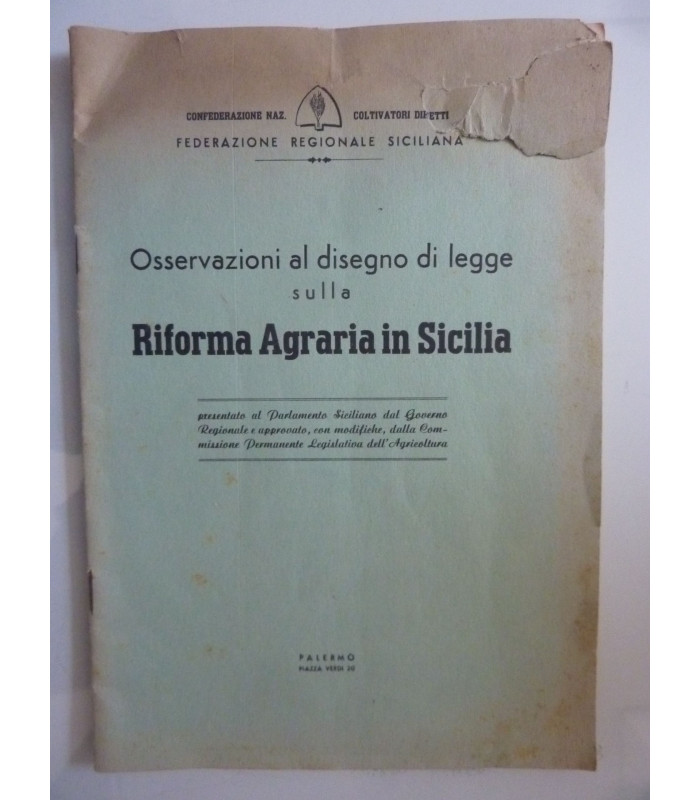 CONFEDERAZIONE NAZ. COLTIVATORI DIRETTI
FEDERAZIONE REGIONALE SICILIANA
Osservazioni al disegno di legge
sulla
Riforma Agraria in Sicilia
presentato al Parlamento Siciliano dal Governo
Regionale e approvato, con modifiche, dalla Com-
missione Permanente Legislativa dell'Agricoltura
PALERMO
PIAZZA VERDI 20